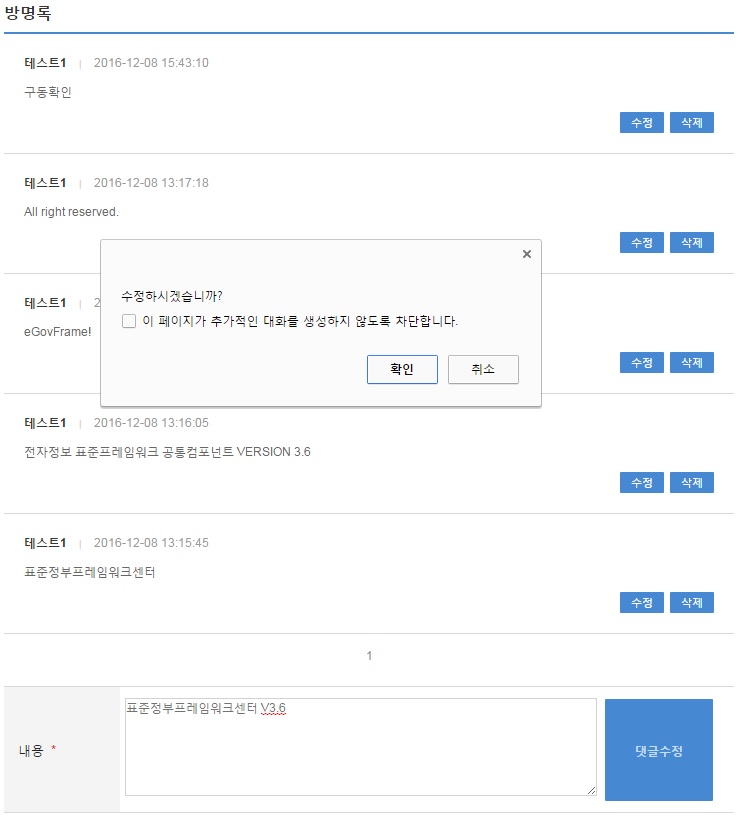 방명록
테스트1 | 2016-12-08 15:43:10
구동확인
수정 삭제
테스트1 | 2016-12-08 13:17:18
All right reserved.
수정 삭제
×
수정하시겠습니까?
이 페이지가 추가적인 대화를 생성하지 않도록 차단합니다.
확인 취소
테스트1 | 2
eGovFrame!
수정 삭제
테스트1 | 2016-12-08 13:16:05
전자정보 표준프레임워크 공통컴포넌트 VERSION 3.6
수정 삭제
테스트1 | 2016-12-08 13:15:45
표준정부프레임워크센터
수정 삭제
1
내용 *
표준정부프레임워크센터 V3.6
댓글수정